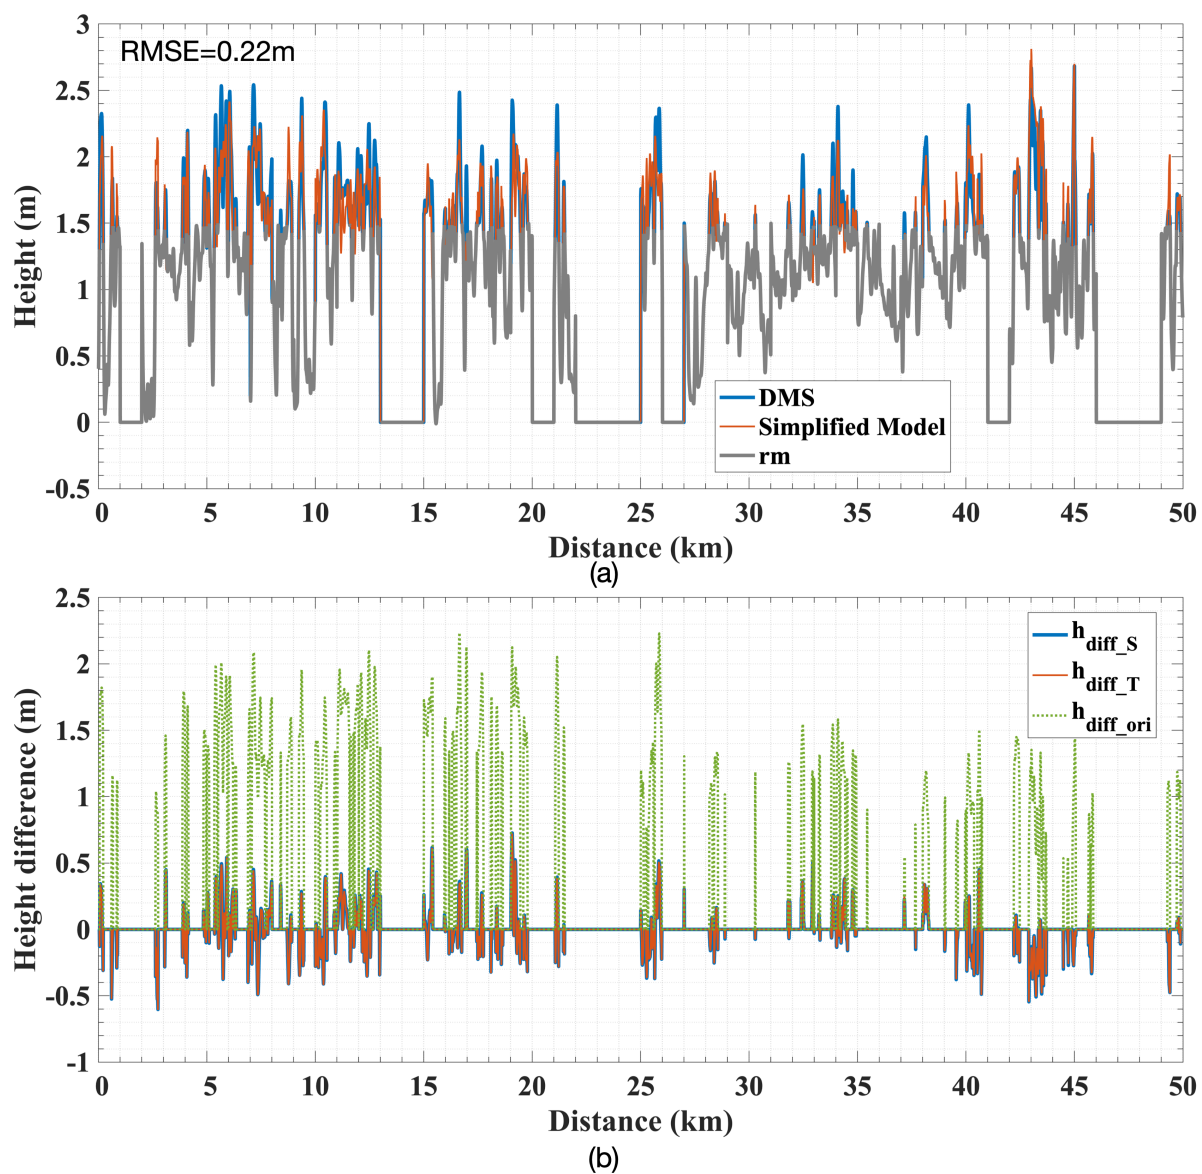 3
2.5
2
1.5
1
0.5
0
-0.5
Height (m)
RMSE=0.22m
DMS
Simplified Model
rm
0 5 10 15 20 25 30 35 40 45 50
Distance (km)
(a)
2.5
2
1.5
1
0.5
0
-0.5
-1
Height difference (m)
h_diff_S
h_diff_T
h_diff_ori
0 5 10 15 20 25 30 35 40 45 50
Distance (km)
(b)